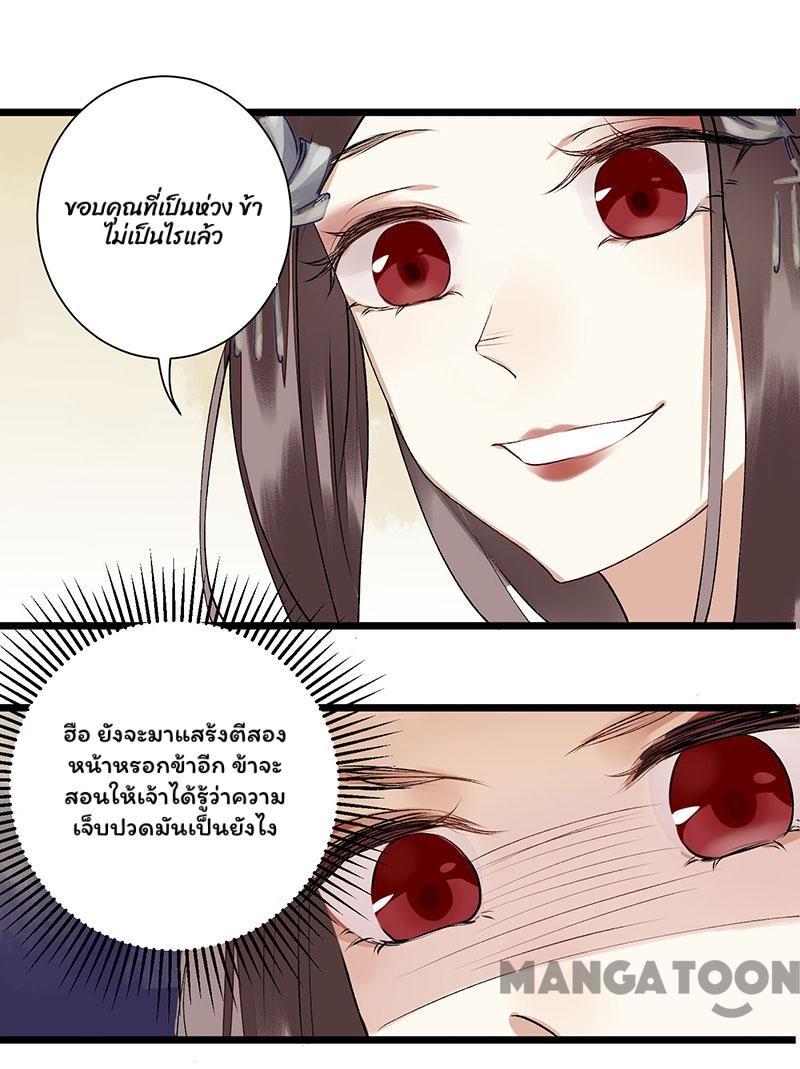 ขอบคุณที่เป็นห่วง ข้า
ไม่เป็นไรแล้ว
ฮือ ยังจะมาแสร้งตีสอง
หน้าหรอกข้าอีก ข้าจะ
สอนให้เจ้าได้รู้ว่าความ
เจ็บปวดมันเป็นยังไง
MANGATOON